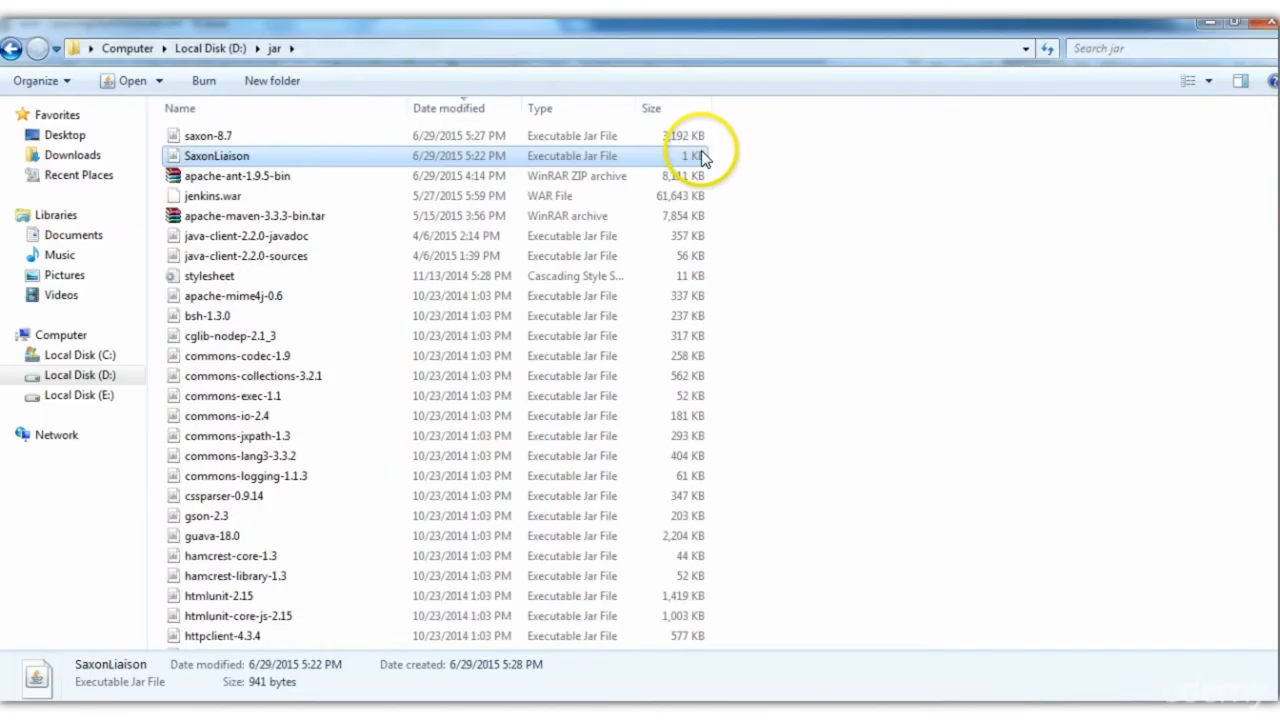 Computer Local Disk (D:) jar Search jar
Organize Open Burn New folder
Name Date modified Type Size
Favorites
Desktop
Downloads
Recent Places
Libraries
Documents
Music
Pictures
Videos
Computer
Local Disk (C:)
Local Disk (D:)
Local Disk (E:)
Network
saxon-8.7 6/29/2015 5:27 PM Executable Jar File 3,192 KB
SaxonLiaison 6/29/2015 5:22 PM Executable Jar File 1 KB
apache-ant-1.9.5-bin 6/29/2015 4:14 PM WinRAR ZIP archive 8,111 KB
jenkins.war 5/27/2015 5:59 PM WAR File 61,643 KB
apache-maven-3.3.3-bin.tar 5/15/2015 3:56 PM WinRAR archive 7,854 KB
java-client-2.2.0-javadoc 4/6/2015 2:14 PM Executable Jar File 357 KB
java-client-2.2.0-sources 4/6/2015 1:39 PM Executable Jar File 56 KB
stylesheet 11/13/2014 5:28 PM Cascading Style S... 11 KB
apache-mime4j-0.6 10/23/2014 1:03 PM Executable Jar File 337 KB
bsh-1.3.0 10/23/2014 1:03 PM Executable Jar File 237 KB
cglib-nodep-2.1_3 10/23/2014 1:03 PM Executable Jar File 317 KB
commons-codec-1.9 10/23/2014 1:03 PM Executable Jar File 258 KB
commons-collections-3.2.1 10/23/2014 1:03 PM Executable Jar File 562 KB
commons-exec-1.1 10/23/2014 1:03 PM Executable Jar File 52 KB
commons-io-2.4 10/23/2014 1:03 PM Executable Jar File 181 KB
commons-jxpath-1.3 10/23/2014 1:03 PM Executable Jar File 293 KB
commons-lang3-3.3.2 10/23/2014 1:03 PM Executable Jar File 404 KB
commons-logging-1.1.3 10/23/2014 1:03 PM Executable Jar File 61 KB
cssparser-0.9.14 10/23/2014 1:03 PM Executable Jar File 347 KB
gson-2.3 10/23/2014 1:03 PM Executable Jar File 203 KB
guava-18.0 10/23/2014 1:03 PM Executable Jar File 2,204 KB
hamcrest-core-1.3 10/23/2014 1:03 PM Executable Jar File 44 KB
hamcrest-library-1.3 10/23/2014 1:03 PM Executable Jar File 52 KB
htmlunit-2.15 10/23/2014 1:03 PM Executable Jar File 1,419 KB
htmlunit-core-js-2.15 10/23/2014 1:03 PM Executable Jar File 1,003 KB
httpclient-4.3.4 10/23/2014 1:03 PM Executable Jar File 577 KB
SaxonLiaison Date modified: 6/29/2015 5:22 PM Date created: 6/29/2015 5:28 PM
Executable Jar File Size: 941 bytes